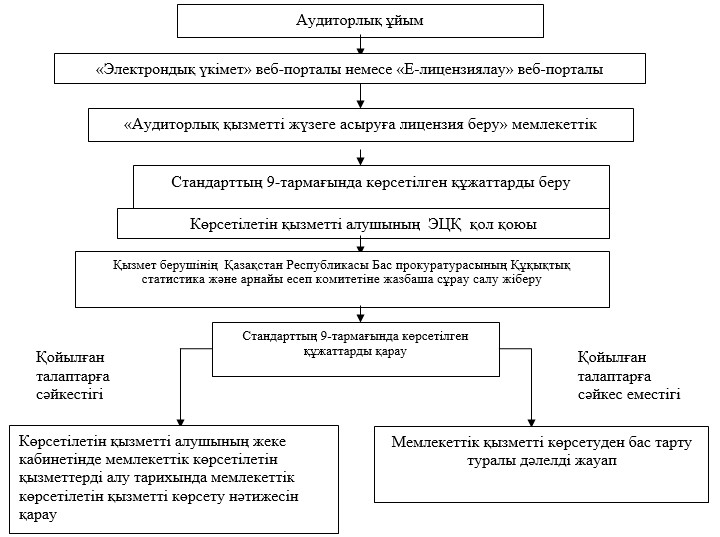 Аудиторлық ұйым
«Электрондық үкімет» веб-порталы немесе «Е-лицензиялау» веб-порталы
«Аудиторлық қызметті жүзеге асыруға лицензия беру» мемлекеттік
Стандарттың 9-тармағында көрсетілген құжаттарды беру
Көрсетілетін қызметті алушының ЭЦҚ қол қоюы
Қызмет берушінің Қазақстан Республикасы Бас прокуратурасының Құқықтық
статистика және арнайы есеп комитетіне жазбаша сұрау салу жіберу
Стандарттың 9-тармағында көрсетілген
құжаттарды қарау
Қойылған
талаптарға
сәйкестігі
Қойылған
талаптарға
сәйкес еместігі
Көрсетілетін қызметті алушының жеке
кабинетінде мемлекеттік көрсетілетін
қызметтерді алу тарихында мемлекеттік
көрсетілетін қызметті көрсету нәтижесін
қарау
Мемлекеттік қызметті көрсетуден бас тарту
туралы дәлелді жауап